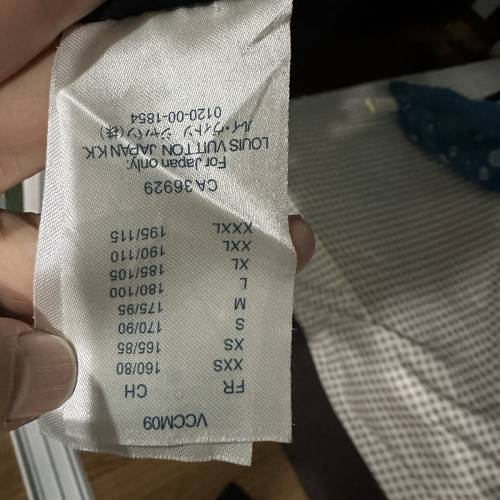 VCCM09
FR CH
XXS 160/80
XS 165/85
S 170/90
M 175/95
L 180/100
XL 185/105
XXL 190/110
XXXL 195/115
CA 36929
For Japan only:
LOUIS VUITTON JAPAN K.K.
ルイ・ヴィトン ジャパン(株)
0120-00-1854